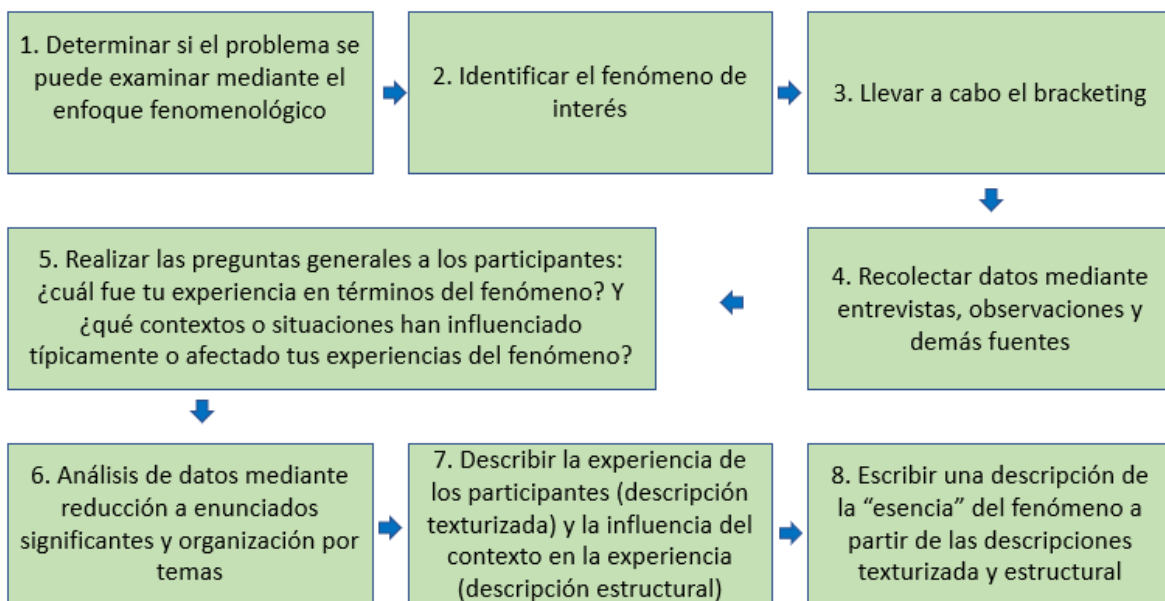 1. Determinar si el problema se
puede examinar mediante el
enfoque fenomenológico
2. Identificar el fenómeno de
interés
3. Llevar a cabo el bracketing
4. Recolectar datos mediante
entrevistas, observaciones y
demás fuentes
5. Realizar las preguntas generales a los participantes:
¿cuál fue tu experiencia en términos del fenómeno? Y
¿qué contextos o situaciones han influenciado
típicamente o afectado tus experiencias del fenómeno?
6. Análisis de datos mediante
reducción a enunciados
significantes y organización por
temas
7. Describir la experiencia de
los participantes (descripción
texturizada) y la influencia del
contexto en la experiencia
(descripción estructural)
8. Escribir una descripción de
la “esencia” del fenómeno a
partir de las descripciones
texturizada y estructural